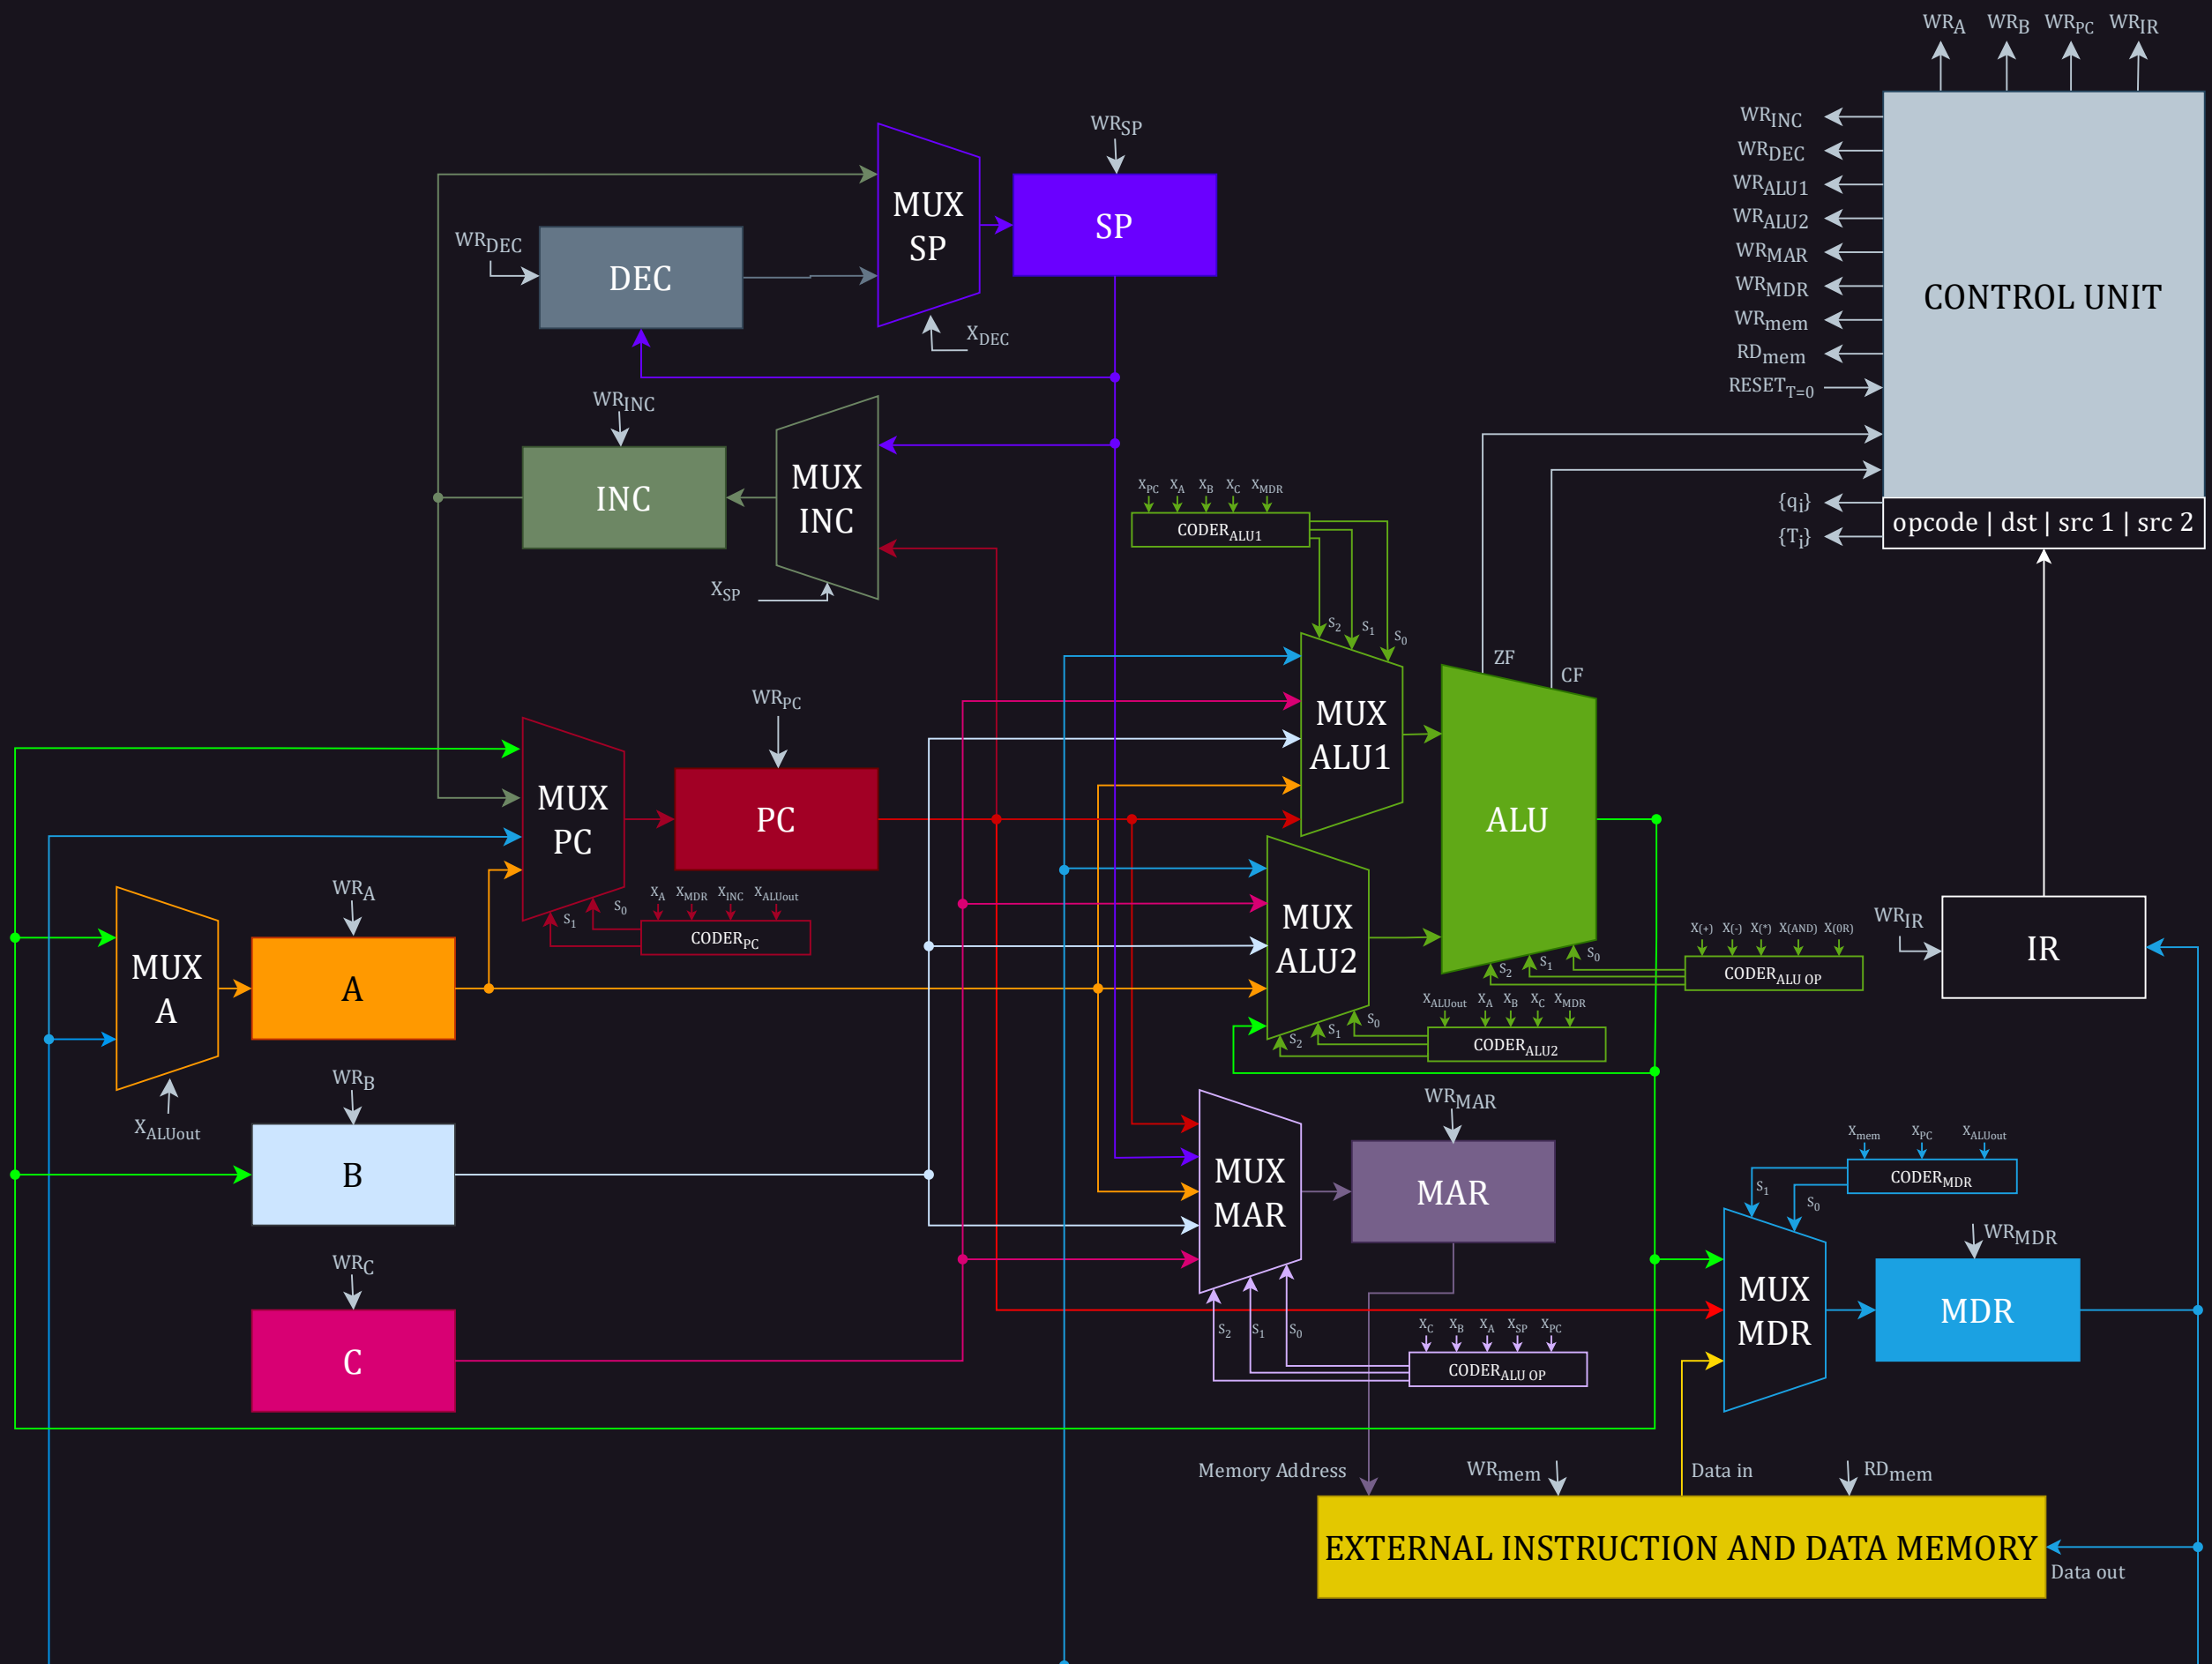 WRA WRB WRPC WRIR
WRINC
WRDEC
WRALU1
WRALU2
WRMAR
WRMDR
WRmem
RDmem
RESETT=0
{qi}
{Ti}
CONTROL UNIT
opcode | dst | src 1 | src 2
WRSP
MUX
SP
SP
WRDEC
DEC
XDEC
WRINC
INC
MUX
INC
XSP
XPC XA XB XC XMDR
CODERALU1
S2 S1 S0
ZF
CF
MUX
ALU1
ALU
WRPC
MUX
PC
PC
XA XMDR XINC XALUout
S1 S0
CODERPC
WRA
MUX
A
A
XALUout
MUX
ALU2
X(+) X(-) X(*) X(AND) X(0R)
S2 S1 S0
CODERALU OP
XALUout XA XB XC XMDR
S2 S1 S0
CODERALU2
WRIR
IR
WRB
B
WRC
C
WRMAR
MUX
MAR
MAR
S2 S1 S0
XC XB XA XSP XPC
CODERALU OP
Xmem XPC XALUout
CODERMDR
S1 S0
WRMDR
MUX
MDR
MDR
Memory Address
WRmem
Data in
RDmem
EXTERNAL INSTRUCTION AND DATA MEMORY
Data out